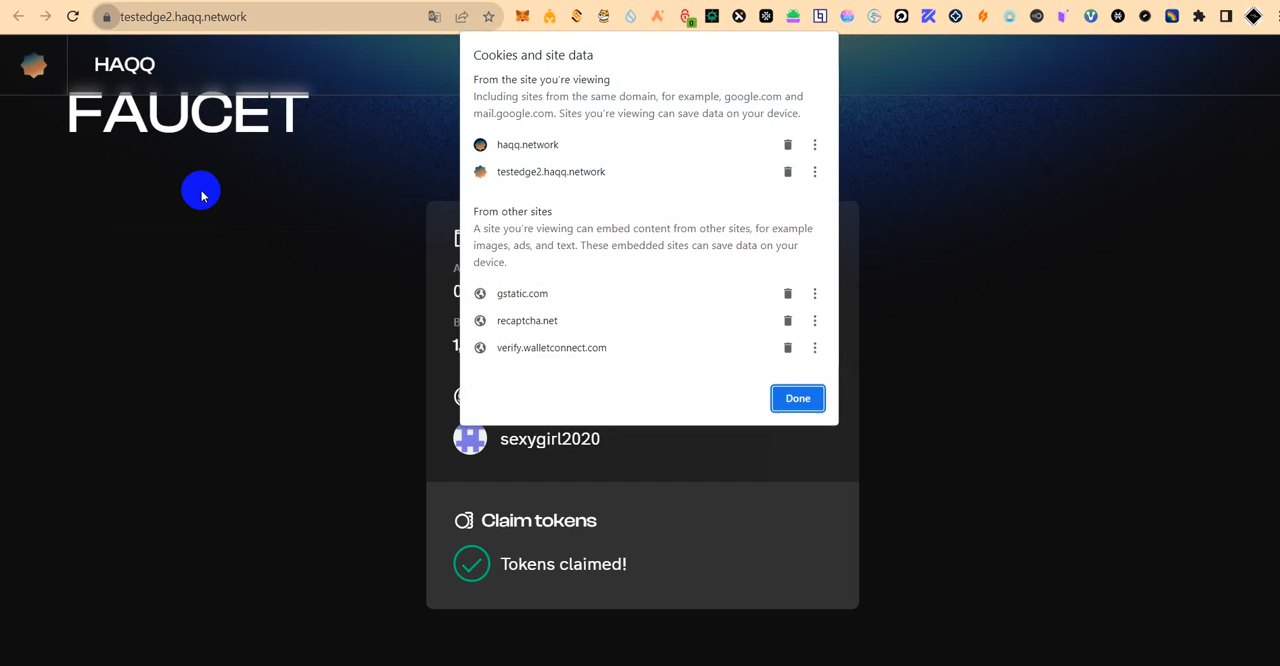 testedge2.haqq.network
HAQQ
FAUCET
Cookies and site data
From the site you're viewing
Including sites from the same domain, for example, google.com and
mail.google.com. Sites you're viewing can save data on your device.
haqq.network
testedge2.haqq.network
From other sites
A site you're viewing can embed content from other sites, for example
images, ads, and text. These embedded sites can save data on your
device.
gstatic.com
recaptcha.net
verify.walletconnect.com
Done
sexygirl2020
Claim tokens
Tokens claimed!